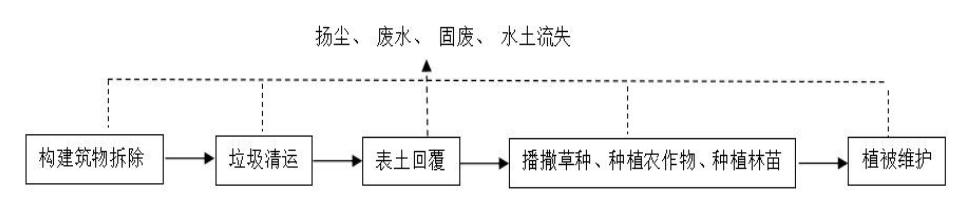 扬尘、废水、固废、水土流失
构建筑物拆除
垃圾清运
表土回覆
播撒草种、种植农作物、种植林苗
植被维护